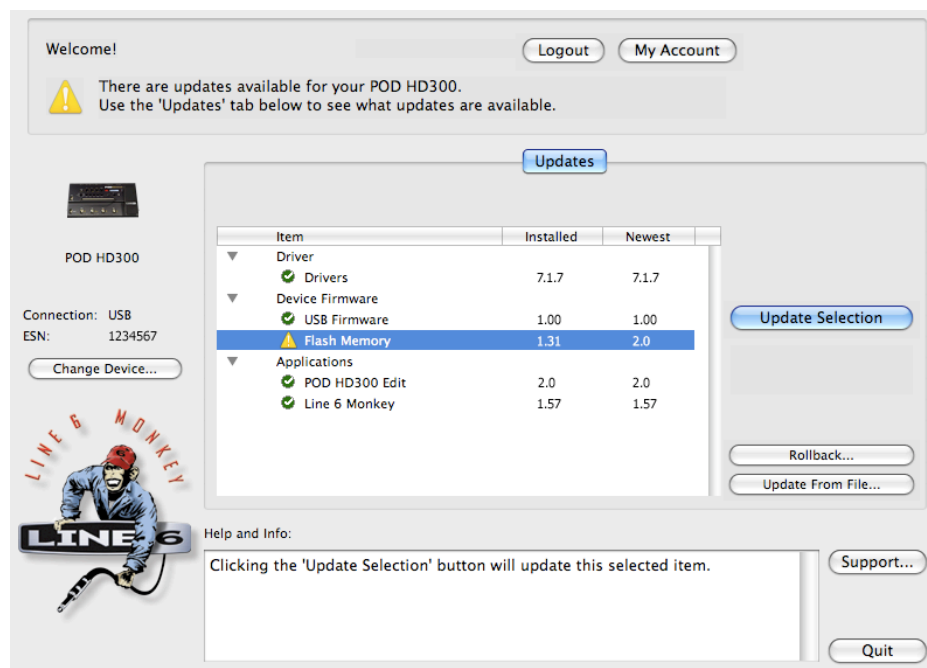 Welcome!
Logout
My Account
There are updates available for your POD HD300.
Use the 'Updates' tab below to see what updates are available.
Updates
POD HD300
Connection: USB
ESN: 1234567
Change Device...
Item Installed Newest
Driver
Drivers 7.1.7 7.1.7
Device Firmware
USB Firmware 1.00 1.00
Flash Memory 1.31 2.0
Applications
POD HD300 Edit 2.0 2.0
Line 6 Monkey 1.57 1.57
Update Selection
Rollback...
Update From File...
LINE 6 MONKEY
LINE 6
Help and Info:
Clicking the 'Update Selection' button will update this selected item.
Support...
Quit